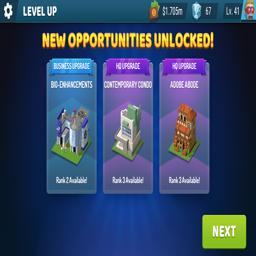 LEVEL UP
$1.705m
67
Lv. 41
NEW OPPORTUNITIES UNLOCKED!
BUSINESS UPGRADE
HQ UPGRADE
HQ UPGRADE
BIO-ENHANCEMENTS
CONTEMPORARY CONDO
ADOBE ABODE
Rank 2 Available!
Rank 3 Available!
Rank 3 Available!
NEXT